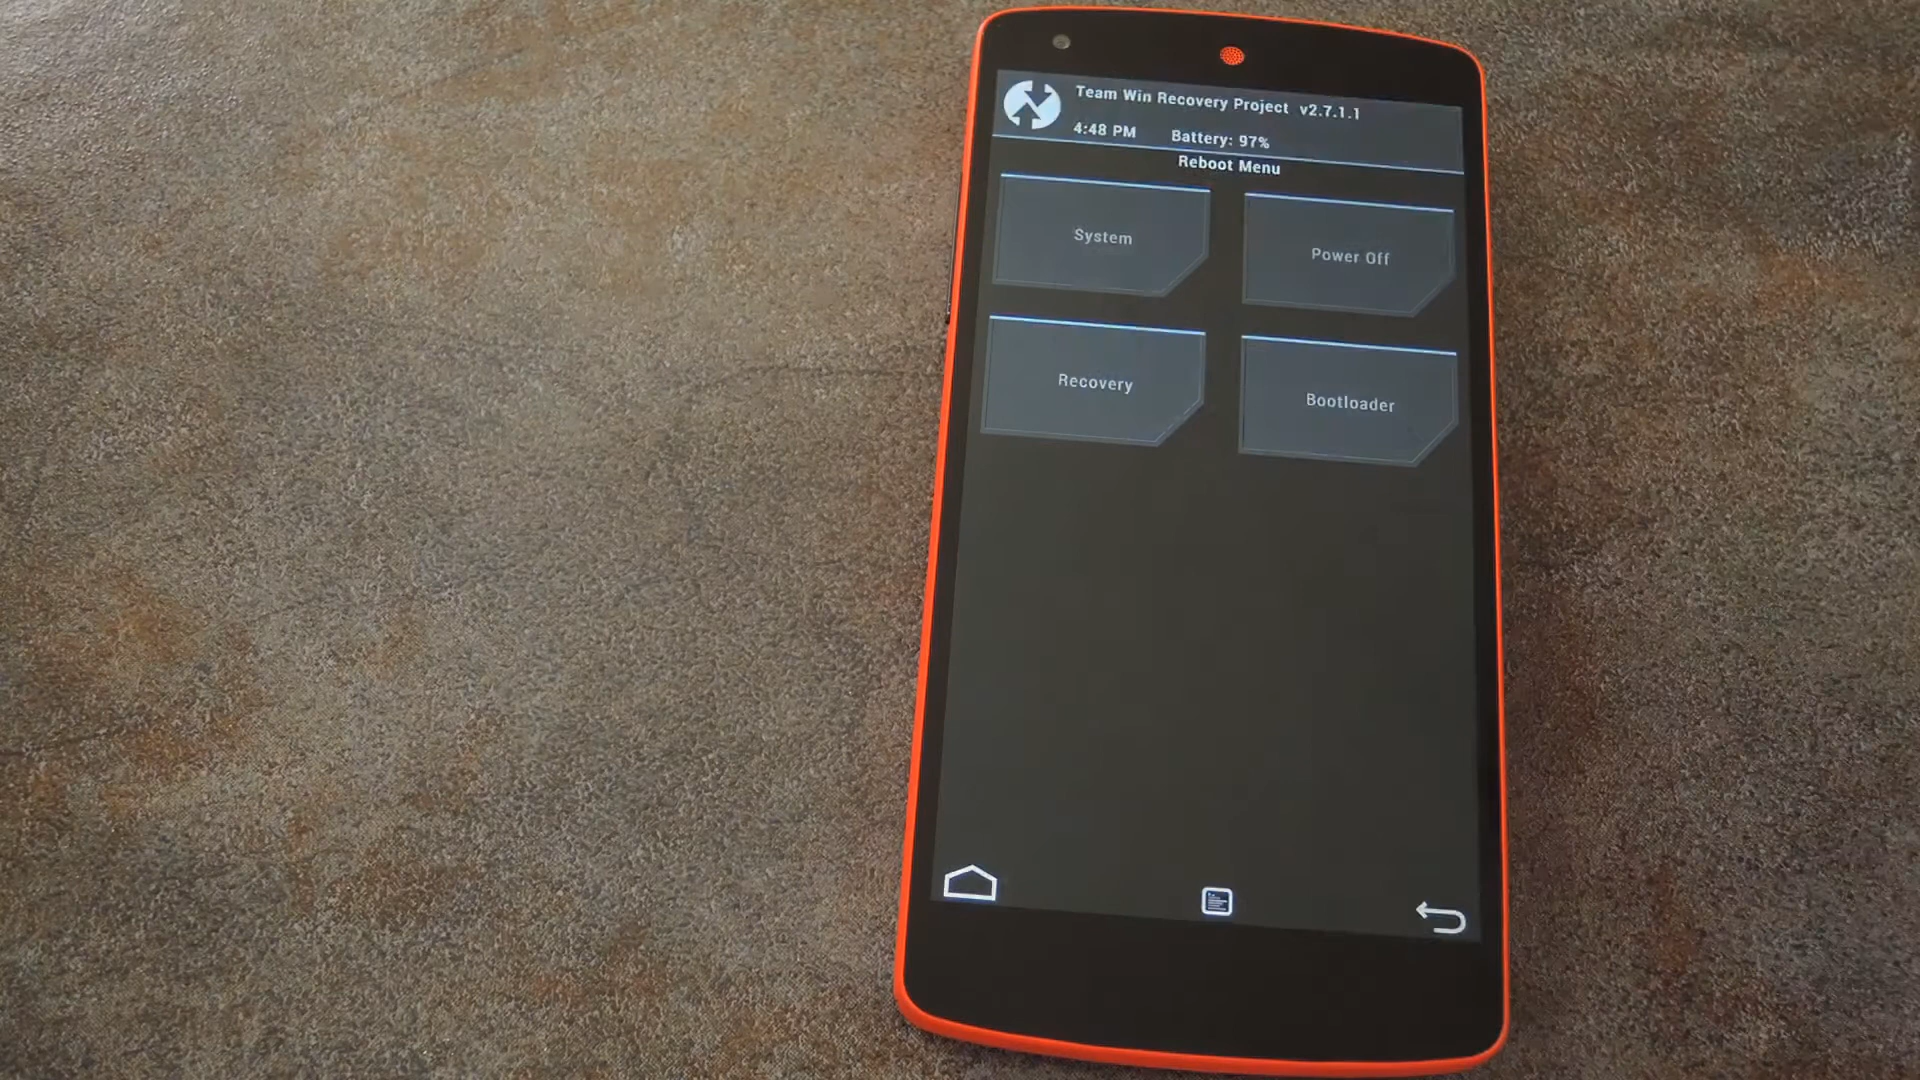 Team Win Recovery Project v2.7.1.1
4:48 PM Battery: 97%
Reboot Menu
System
Power Off
Recovery
Bootloader